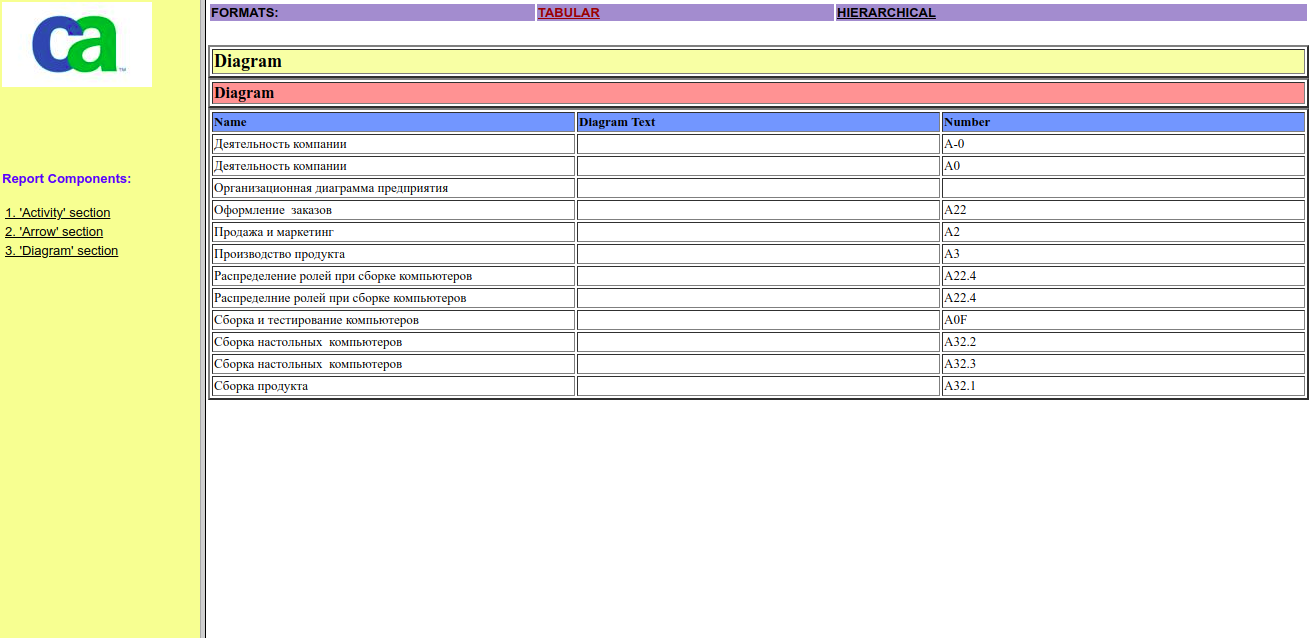 ca™
Report Components:
1. 'Activity' section
2. 'Arrow' section
3. 'Diagram' section
FORMATS: TABULAR HIERARCHICAL
Diagram
Diagram
Name Diagram Text Number
Деятельность компании A-0
Деятельность компании A0
Организационная диаграмма предприятия
Оформление  заказов A22
Продажа и маркетинг A2
Производство продукта A3
Распределение ролей при сборке компьютеров A22.4
Распределние ролей при сборке компьютеров A22.4
Сборка и тестирование компьютеров A0F
Сборка настольных  компьютеров A32.2
Сборка настольных  компьютеров A32.3
Сборка продукта A32.1